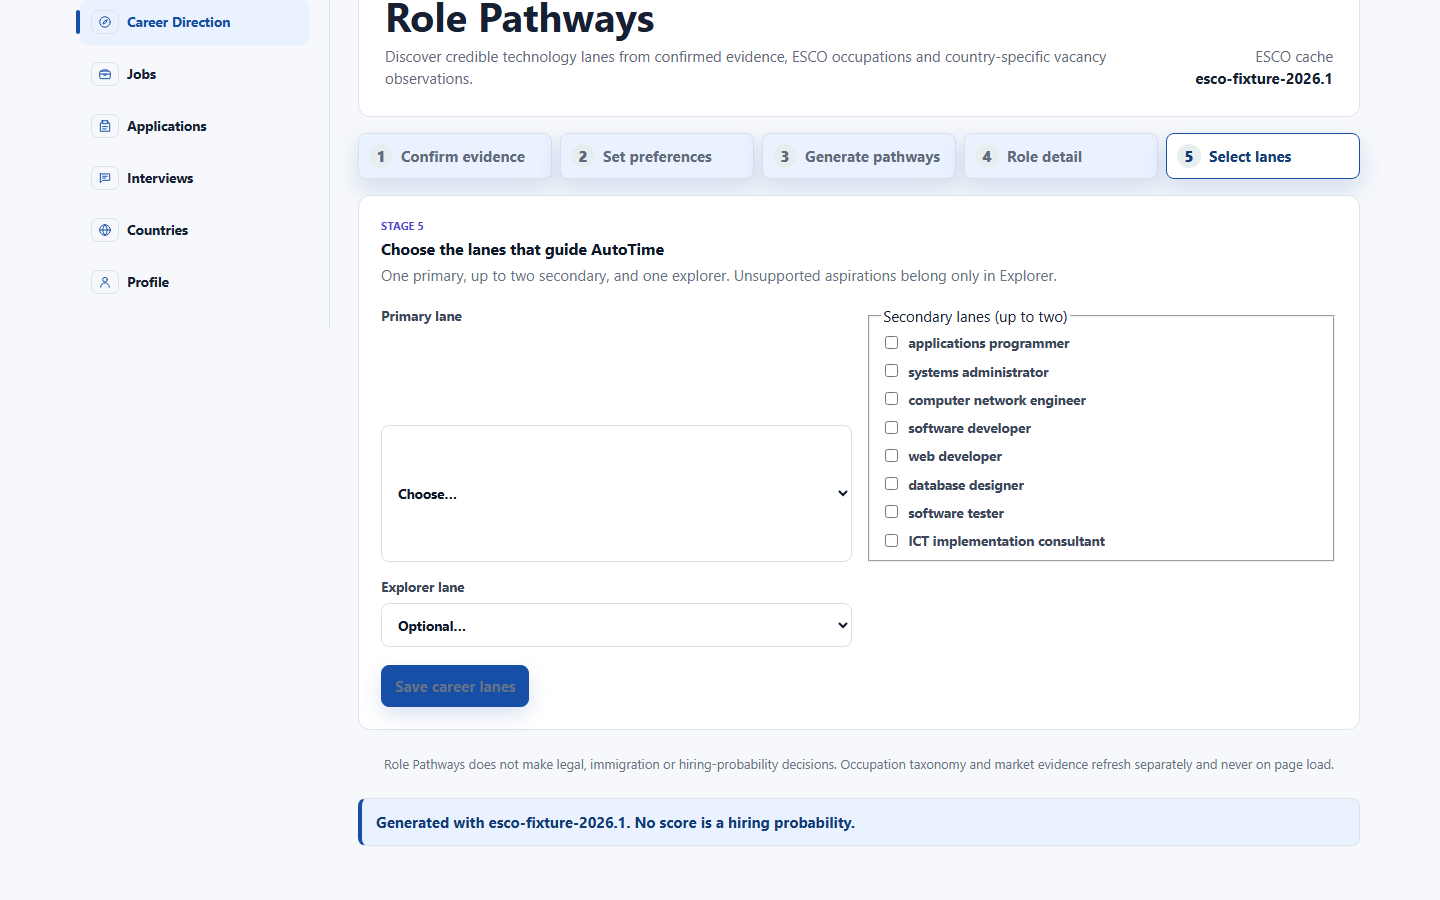 Career Direction
Jobs
Applications
Interviews
Countries
Profile
Role Pathways
Discover credible technology lanes from confirmed evidence, ESCO occupations and country-specific vacancy
observations.
ESCO cache
esco-fixture-2026.1
1 Confirm evidence
2 Set preferences
3 Generate pathways
4 Role detail
5 Select lanes
STAGE 5
Choose the lanes that guide AutoTime
One primary, up to two secondary, and one explorer. Unsupported aspirations belong only in Explorer.
Primary lane
Choose...
Secondary lanes (up to two)
applications programmer
systems administrator
computer network engineer
software developer
web developer
database designer
software tester
ICT implementation consultant
Explorer lane
Optional...
Save career lanes
Role Pathways does not make legal, immigration or hiring-probability decisions. Occupation taxonomy and market evidence refresh separately and never on page load.
Generated with esco-fixture-2026.1. No score is a hiring probability.